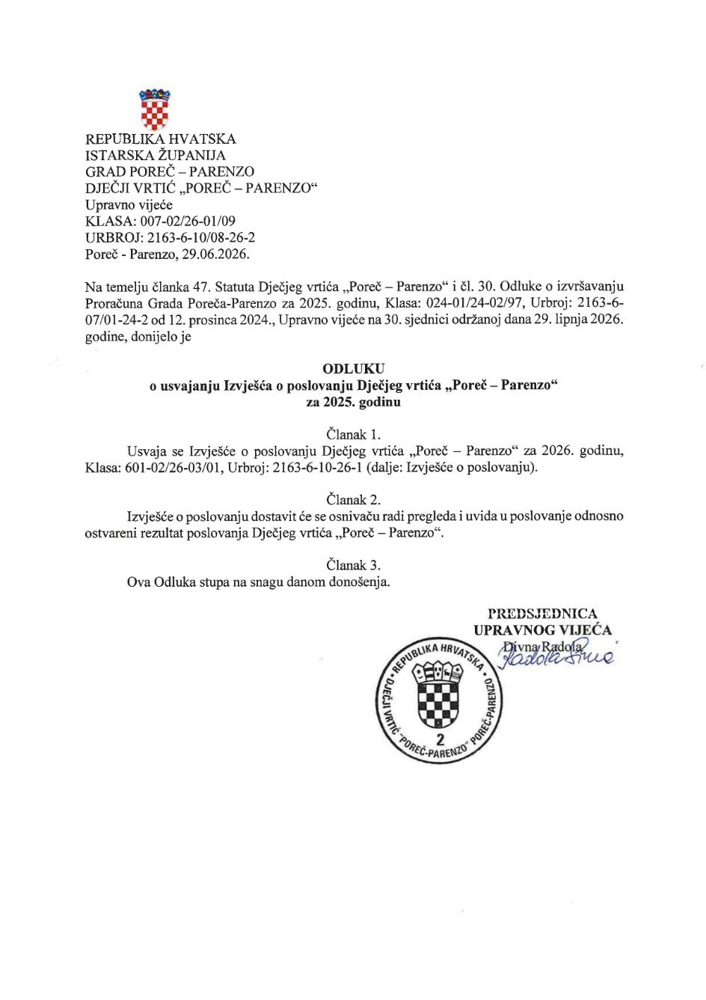 REPUBLIKA HVATSKA
ISTARSKA ŽUPANIJA
GRAD POREČ – PARENZO
DJEČJI VRTIĆ „POREČ – PARENZO“
Upravno vijeće
KLASA: 007-02/26-01/09
URBROJ: 2163-6-10/08-26-2
Poreč - Parenzo, 29.06.2026.
Na temelju članka 47. Statuta Dječjeg vrtića „Poreč – Parenzo“ i čl. 30. Odluke o izvršavanju
Proračuna Grada Poreča-Parenzo za 2025. godinu, Klasa: 024-01/24-02/97, Urbroj: 2163-6-
07/01-24-2 od 12. prosinca 2024., Upravno vijeće na 30. sjednici održanoj dana 29. lipnja 2026.
godine, donijelo je
ODLUKU
o usvajanju Izvješća o poslovanju Dječjeg vrtića „Poreč – Parenzo“
za 2025. godinu
Članak 1.
Usvaja se Izvješće o poslovanju Dječjeg vrtića „Poreč – Parenzo“ za 2026. godinu,
Klasa: 601-02/26-03/01, Urbroj: 2163-6-10-26-1 (dalje: Izvješće o poslovanju).
Članak 2.
Izvješće o poslovanju dostavit će se osnivaču radi pregleda i uvida u poslovanje odnosno
ostvareni rezultat poslovanja Dječjeg vrtića „Poreč – Parenzo“.
Članak 3.
Ova Odluka stupa na snagu danom donošenja.
PREDSJEDNICA
UPRAVNOG VIJEĆA
Divna Radola
• REPUBLIKA HRVATSKA •
DJEČJI VRTIĆ "POREČ-PARENZO" POREČ-PARENZO
2